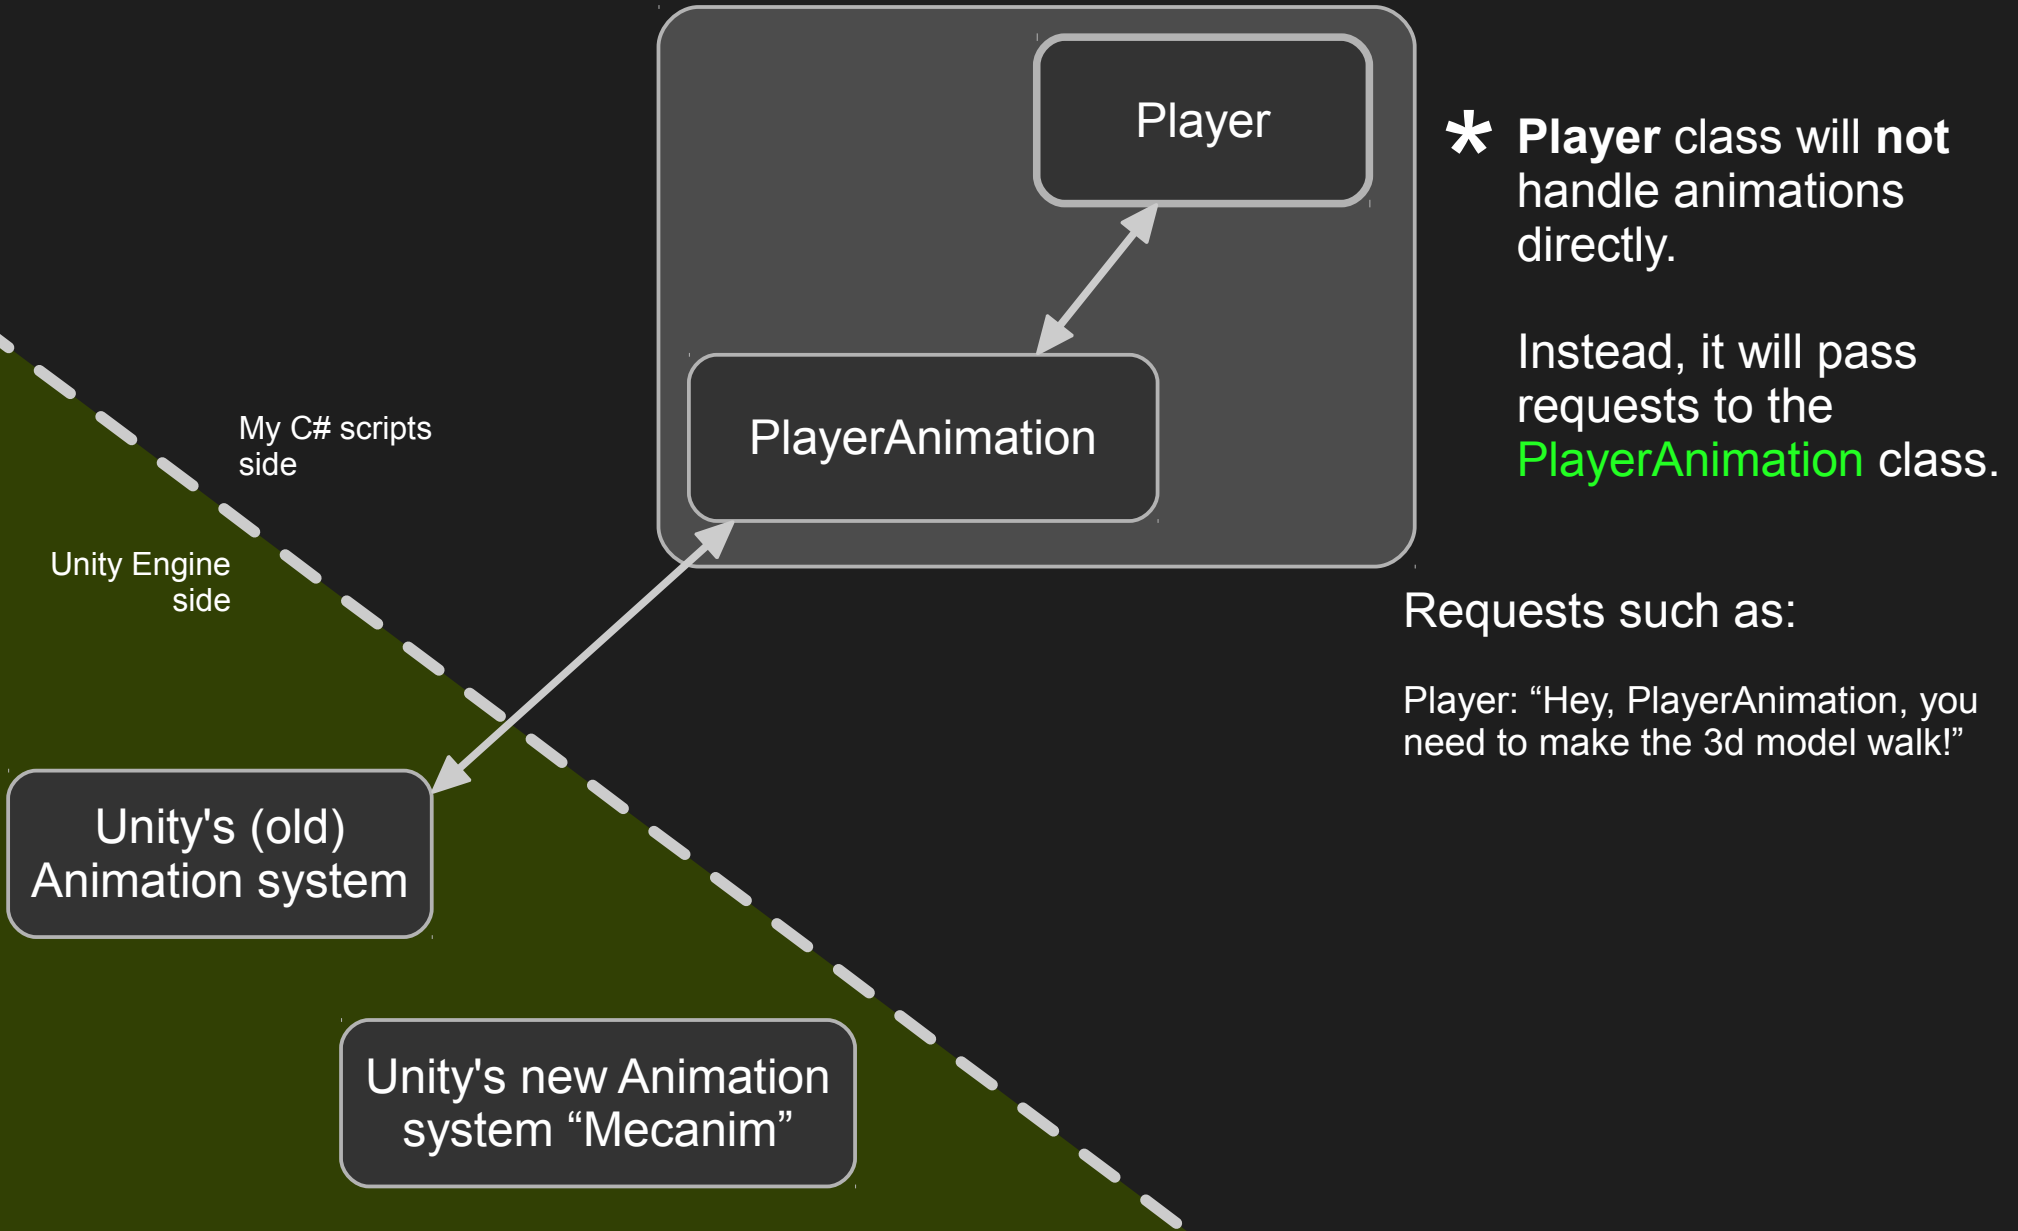 Player
* Player class will not
handle animations
directly.
Instead, it will pass
requests to the
PlayerAnimation class.
My C# scripts
side
PlayerAnimation
Unity Engine
side
Requests such as:
Player: “Hey, PlayerAnimation, you
need to make the 3d model walk!”
Unity's (old)
Animation system
Unity's new Animation
system “Mecanim”